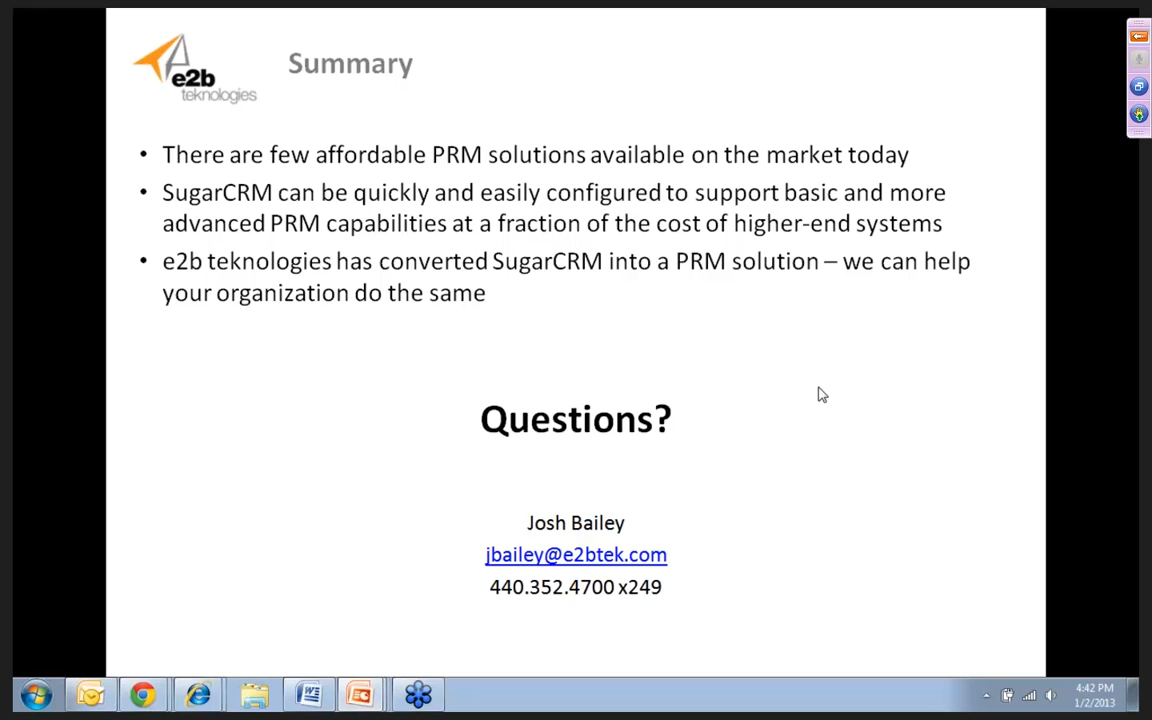 e2b
teknologies
Summary
• There are few affordable PRM solutions available on the market today
• SugarCRM can be quickly and easily configured to support basic and more
advanced PRM capabilities at a fraction of the cost of higher-end systems
• e2b teknologies has converted SugarCRM into a PRM solution – we can help
your organization do the same
Questions?
Josh Bailey
jbailey@e2btek.com
440.352.4700 x249
4:42 PM
1/2/2013